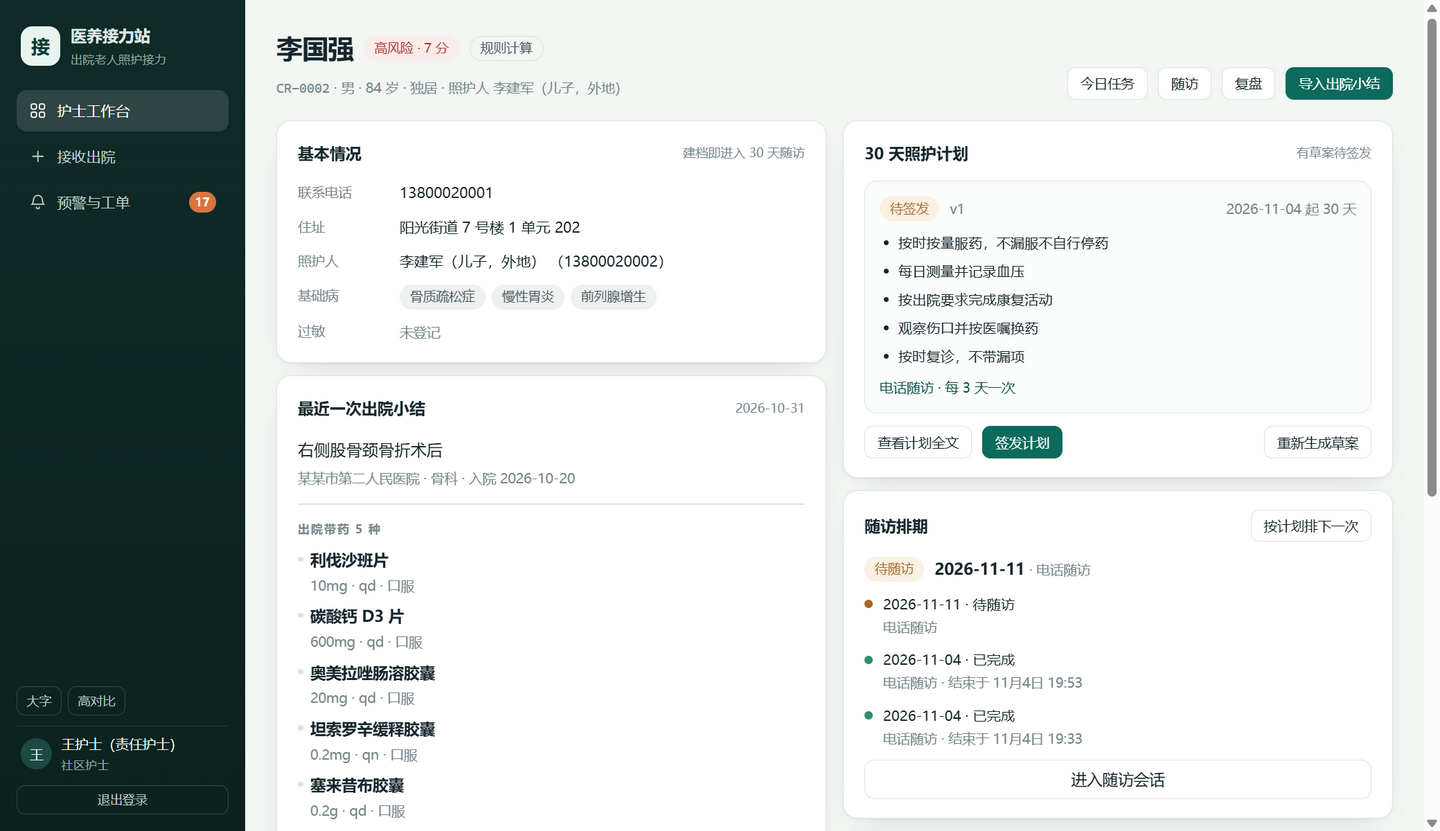 接
医养接力站
出院老人照护接力
护士工作台
接收出院
预警与工单 17
大字 高对比
王
王护士（责任护士）
社区护士
退出登录
李国强 高风险 · 7 分 规则计算
CR-0002 · 男 · 84 岁 · 独居 · 照护人 李建军（儿子，外地）
今日任务 随访 复盘 导入出院小结
基本情况 建档即进入 30 天随访
联系电话 13800020001
住址 阳光街道 7 号楼 1 单元 202
照护人 李建军（儿子，外地）（13800020002）
基础病 骨质疏松症 慢性胃炎 前列腺增生
过敏 未登记
最近一次出院小结 2026-10-31
右侧股骨颈骨折术后
某某市第二人民医院 · 骨科 · 入院 2026-10-20
出院带药 5 种
利伐沙班片
10mg · qd · 口服
碳酸钙 D3 片
600mg · qd · 口服
奥美拉唑肠溶胶囊
20mg · qd · 口服
坦索罗辛缓释胶囊
0.2mg · qn · 口服
塞来昔布胶囊
0.2g · qd · 口服
30 天照护计划 有草案待签发
待签发 v1 2026-11-04 起 30 天
• 按时按量服药，不漏服不自行停药
• 每日测量并记录血压
• 按出院要求完成康复活动
• 观察伤口并按医嘱换药
• 按时复诊，不带漏项
电话随访 · 每 3 天一次
查看计划全文 签发计划 重新生成草案
随访排期 按计划排下一次
待随访 2026-11-11 · 电话随访
2026-11-11 · 待随访
电话随访
2026-11-04 · 已完成
电话随访 · 结束于 11月4日 19:53
2026-11-04 · 已完成
电话随访 · 结束于 11月4日 19:33
进入随访会话